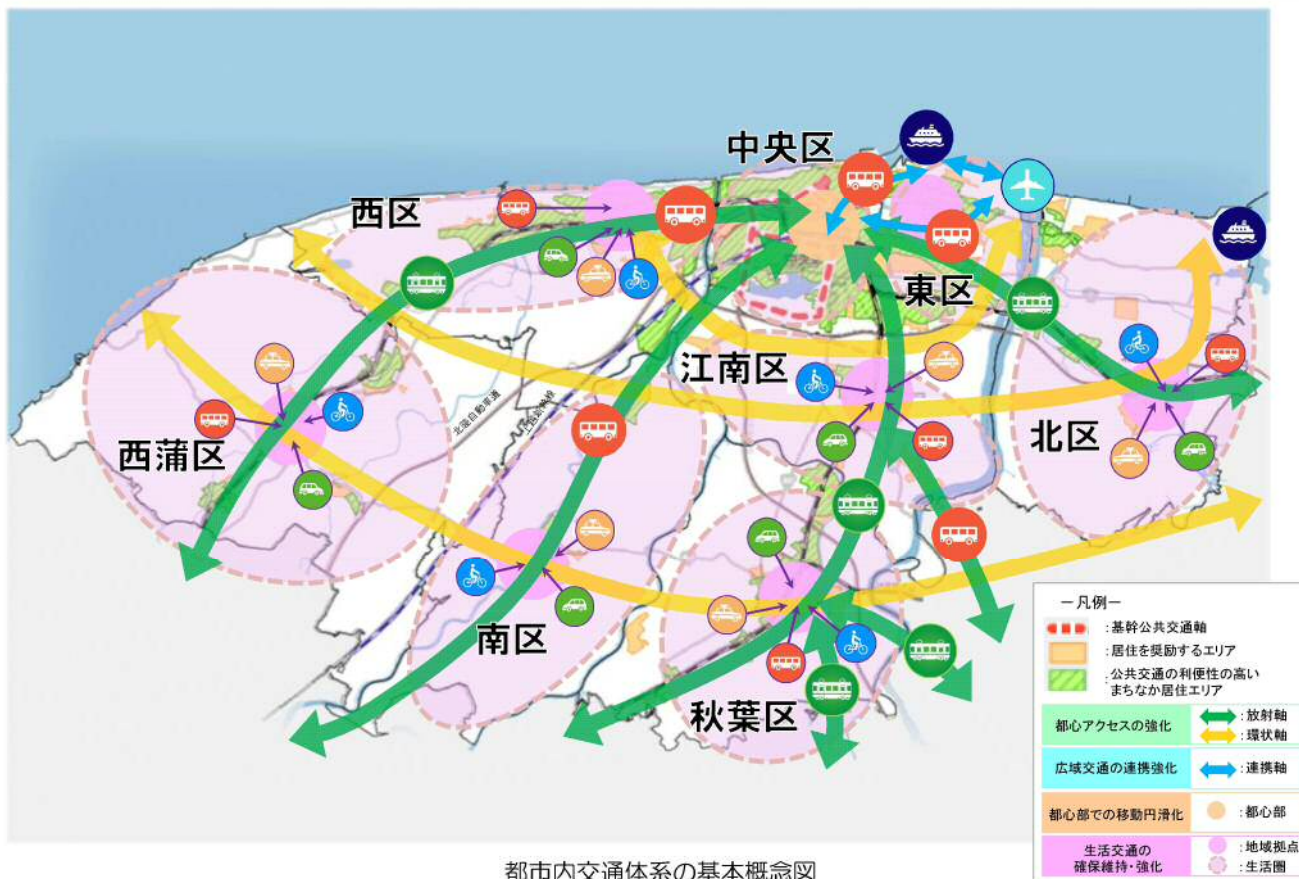 中央区
西区
東区
江南区
北区
西蒲区
北陸自動車道
上越新幹線
南区
秋葉区
－凡例－
：基幹公共交通軸
：居住を奨励するエリア
：公共交通の利便性の高い
まちなか居住エリア
都心アクセスの強化
：放射軸
：環状軸
広域交通の連携強化
：連携軸
都心部での移動円滑化
：都心部
生活交通の
確保維持・強化
：地域拠点
：生活圏
都市内交通体系の基本概念図